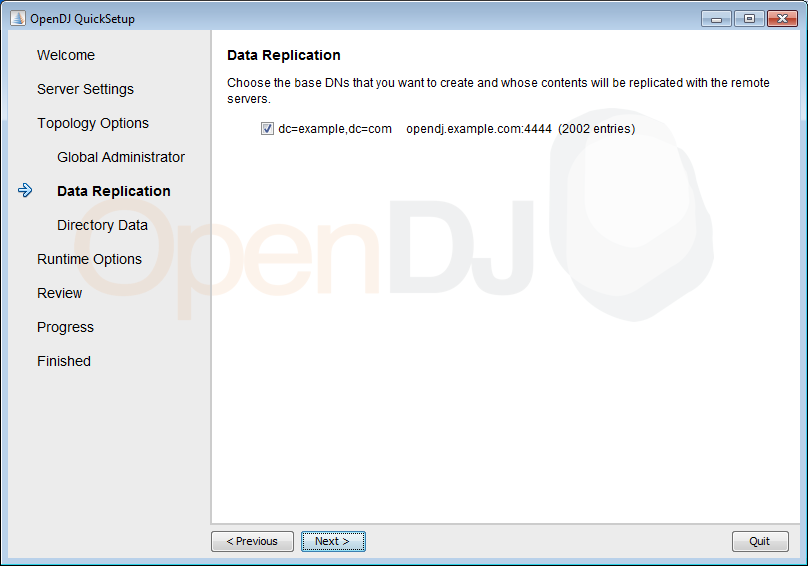 OpenDJ QuickSetup
Welcome
Server Settings
Topology Options
Global Administrator
Data Replication
Directory Data
Runtime Options
Review
Progress
Finished
Data Replication
Choose the base DNs that you want to create and whose contents will be replicated with the remote
servers.
dc=example,dc=com opendj.example.com:4444 (2002 entries)
OpenDJ
< Previous Next > Quit